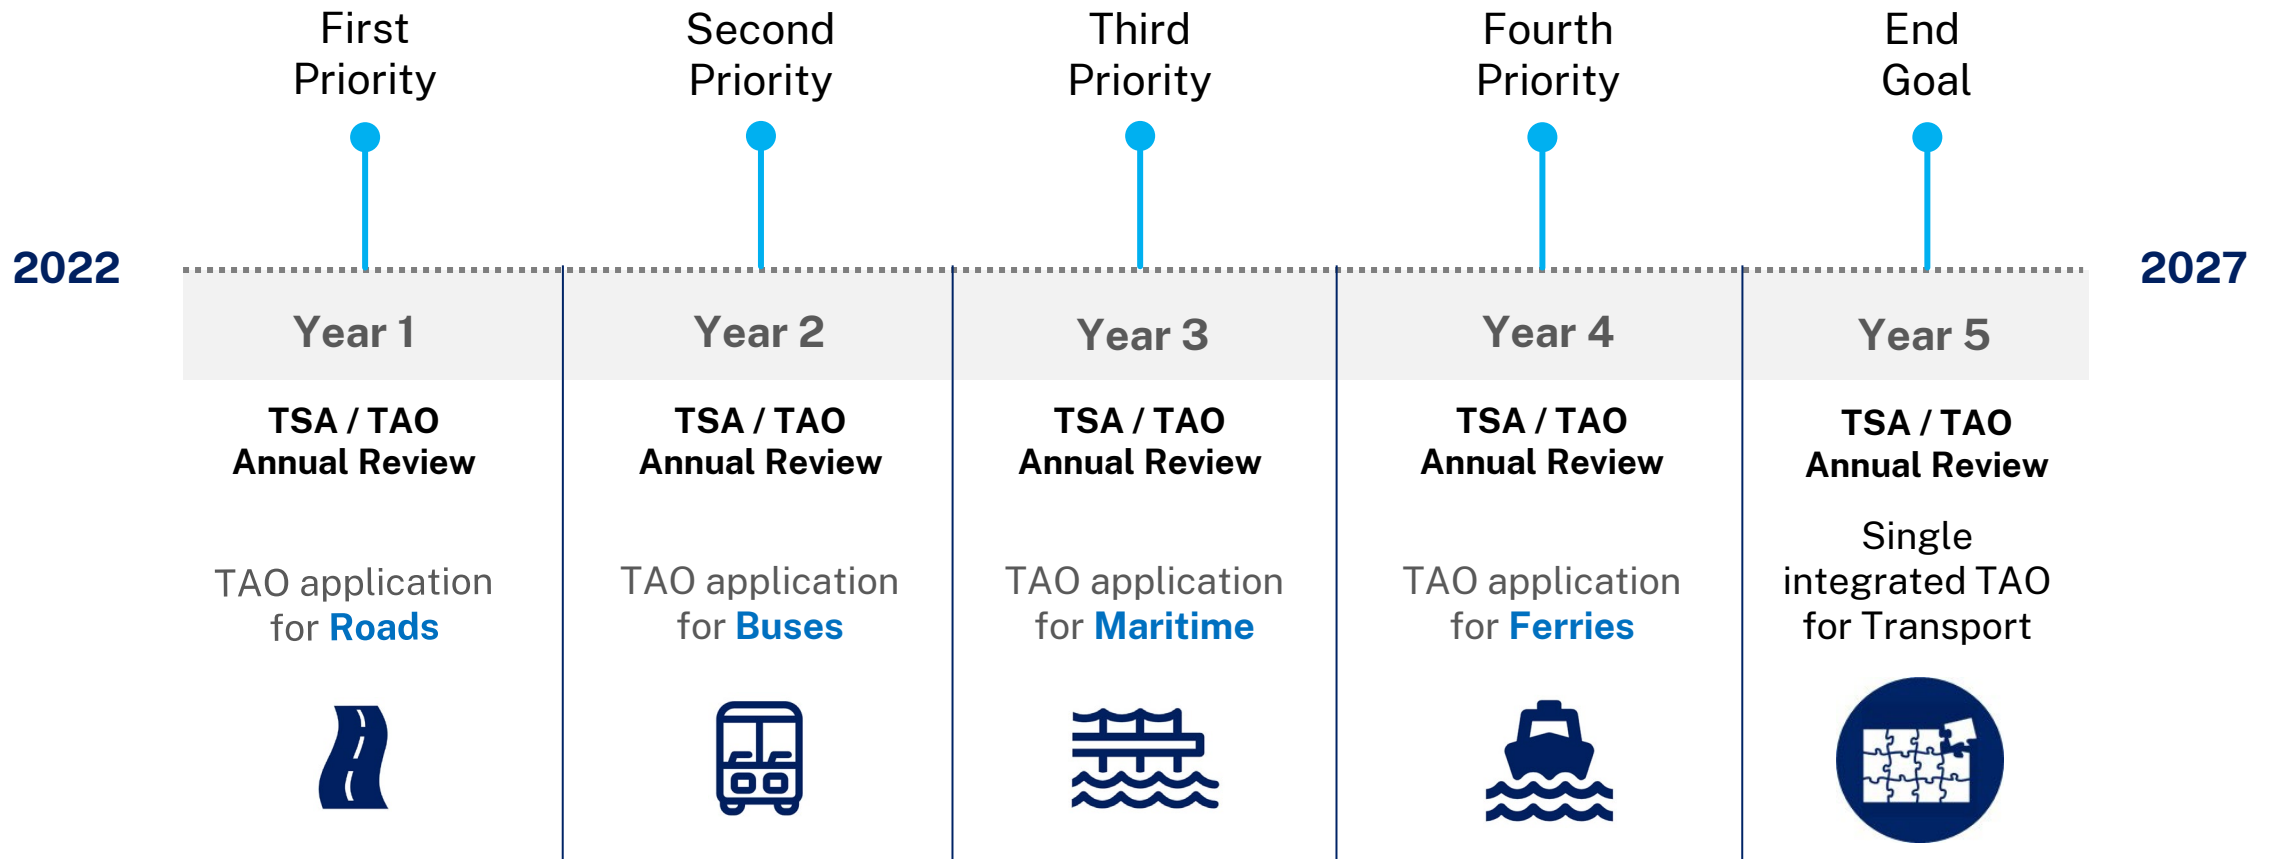 First
Priority
Second
Priority
Third
Priority
Fourth
Priority
End
Goal
2022
2027
Year 1
Year 2
Year 3
Year 4
Year 5
TSA / TAO
Annual Review
TSA / TAO
Annual Review
TSA / TAO
Annual Review
TSA / TAO
Annual Review
TSA / TAO
Annual Review
TAO application
for Roads
TAO application
for Buses
TAO application
for Maritime
TAO application
for Ferries
Single
integrated TAO
for Transport